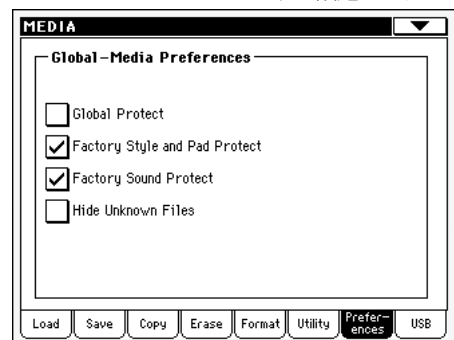 MEDIA
Global-Media Preferences
Global Protect
Factory Style and Pad Protect
Factory Sound Protect
Hide Unknown Files
Load Save Copy Erase Format Utility Prefer-
ences USB